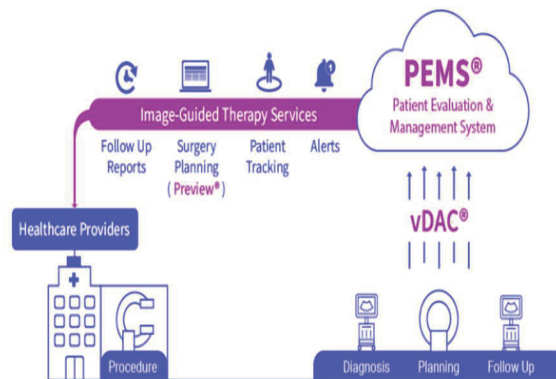 PEMS®
Patient Evaluation &
Management System
Image-Guided Therapy Services
Follow Up
Reports
Surgery
Planning
(Preview®)
Patient
Tracking
Alerts
vDAC®
Healthcare Providers
Procedure
Diagnosis
Planning
Follow Up